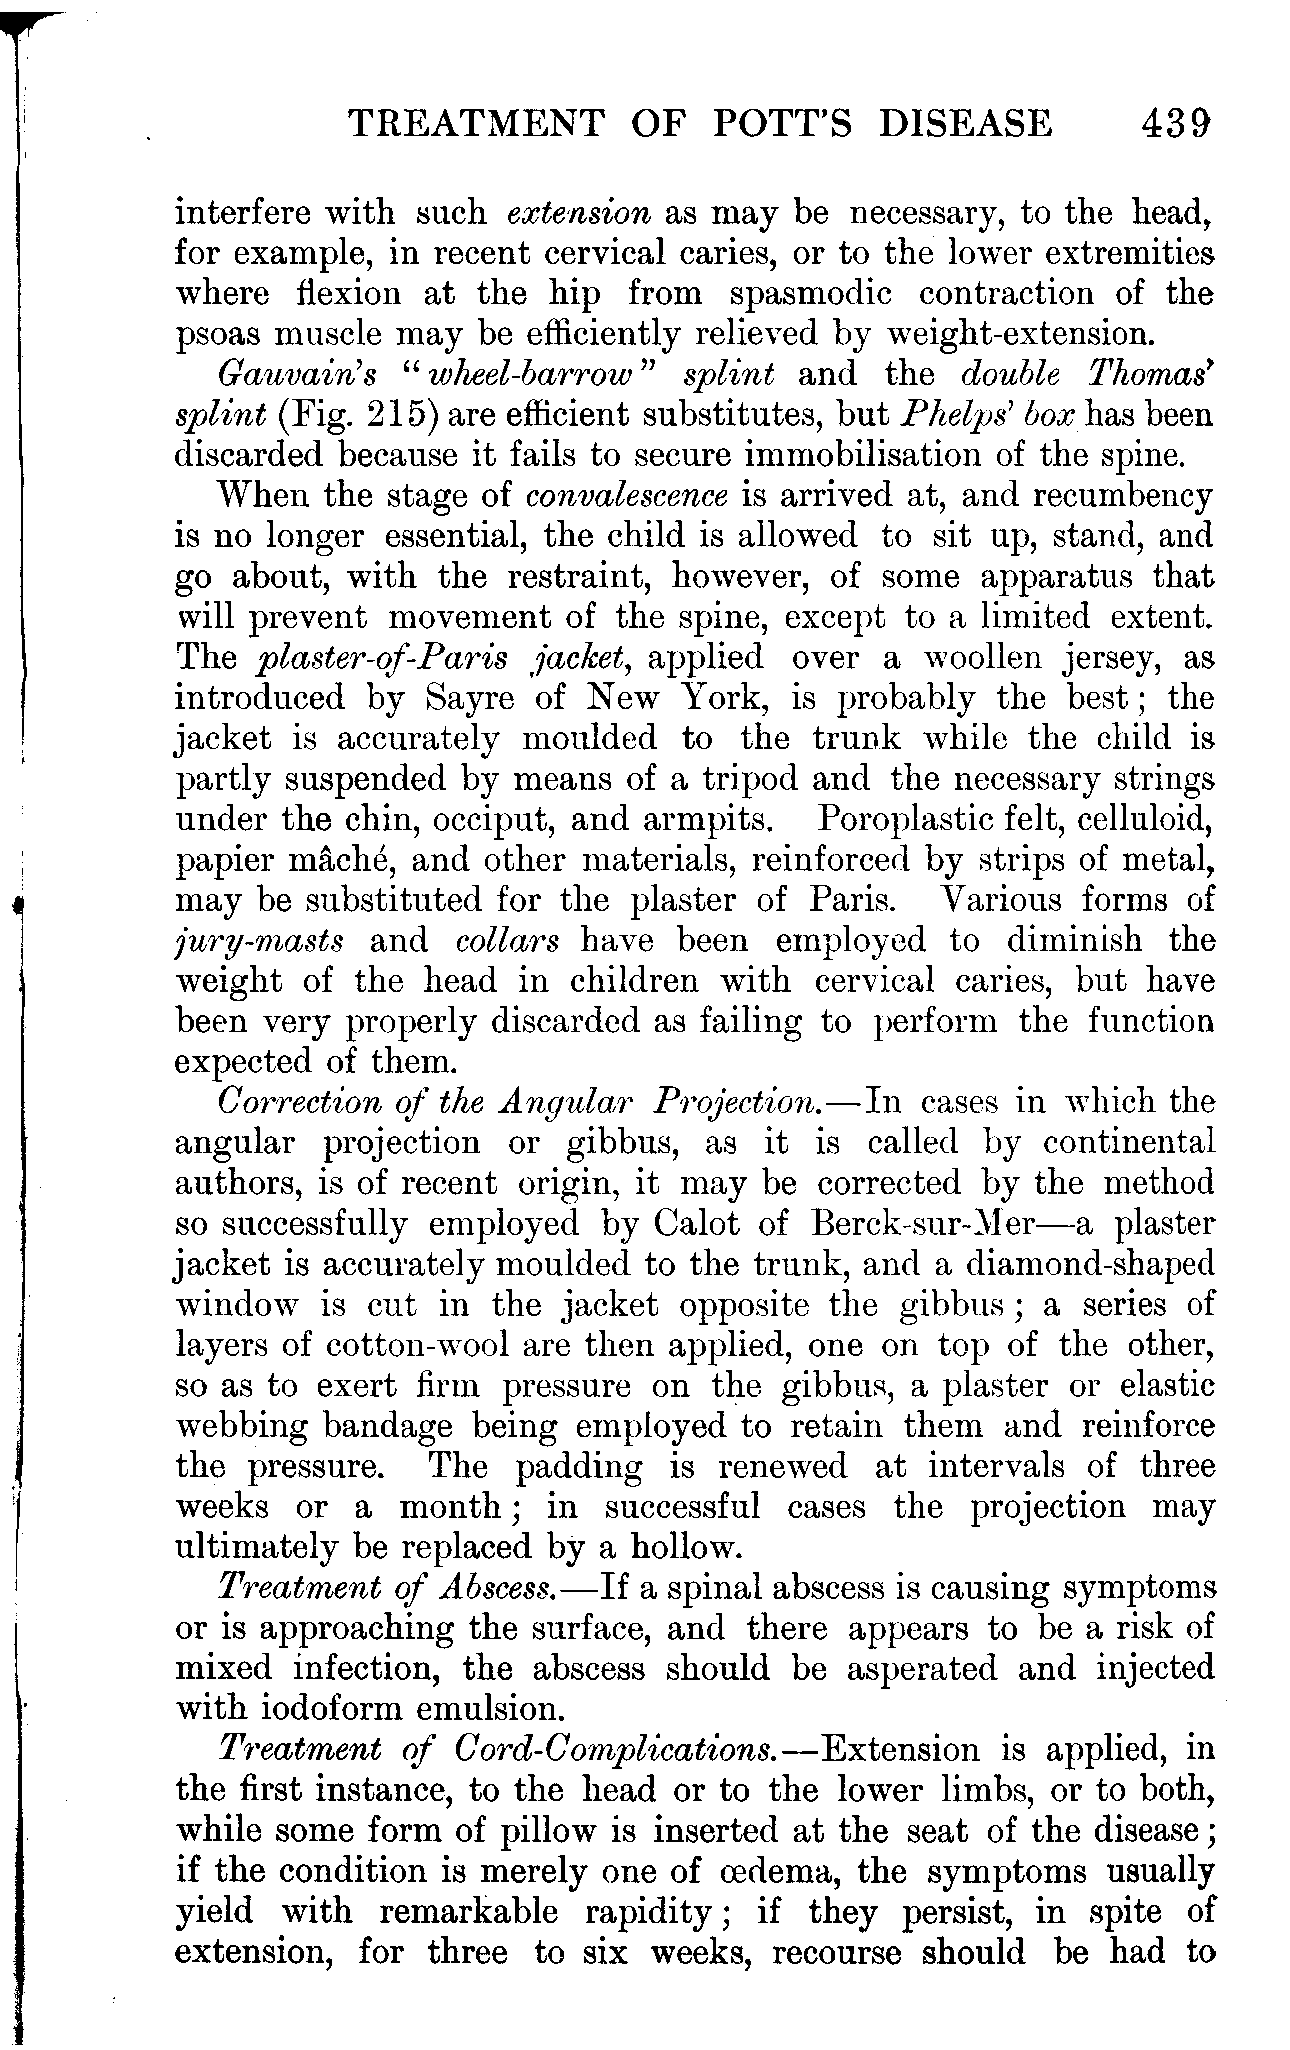 TREATMENT OF POTT'S DISEASE 439
interfere with such extension as may be necessary, to the head,
for example, in recent cervical caries, or to the lower extremities
where flexion at the hip from spasmodic contraction of the
psoas muscle may be efficiently relieved by weight-extension.
Gauvain's "wheel-barrow" splint and the double Thomas'
splint (Fig. 215) are efficient substitutes, but Phelps' box has been
discarded because it fails to secure immobilisation of the spine.
When the stage of convalescence is arrived at, and recumbency
is no longer essential, the child is allowed to sit up, stand, and
go about, with the restraint, however, of some apparatus that
will prevent movement of the spine, except to a limited extent.
The plaster-of-Paris jacket, applied over a woollen jersey, as
introduced by Sayre of New York, is probably the best; the
jacket is accurately moulded to the trunk while the child is
partly suspended by means of a tripod and the necessary strings
under the chin, occiput, and armpits. Poroplastic felt, celluloid,
papier mâché, and other materials, reinforced by strips of metal,
may be substituted for the plaster of Paris. Various forms of
jury-masts and collars have been employed to diminish the
weight of the head in children with cervical caries, but have
been very properly discarded as failing to perform the function
expected of them.
Correction of the Angular Projection.—In cases in which the
angular projection or gibbus, as it is called by continental
authors, is of recent origin, it may be corrected by the method
so successfully employed by Calot of Berck-sur-Mer—a plaster
jacket is accurately moulded to the trunk, and a diamond-shaped
window is cut in the jacket opposite the gibbus; a series of
layers of cotton-wool are then applied, one on top of the other,
so as to exert firm pressure on the gibbus, a plaster or elastic
webbing bandage being employed to retain them and reinforce
the pressure. The padding is renewed at intervals of three
weeks or a month; in successful cases the projection may
ultimately be replaced by a hollow.
Treatment of Abscess.—If a spinal abscess is causing symptoms
or is approaching the surface, and there appears to be a risk of
mixed infection, the abscess should be asperated and injected
with iodoform emulsion.
Treatment of Cord-Complications.—Extension is applied, in
the first instance, to the head or to the lower limbs, or to both,
while some form of pillow is inserted at the seat of the disease;
if the condition is merely one of œdema, the symptoms usually
yield with remarkable rapidity; if they persist, in spite of
extension, for three to six weeks, recourse should be had to